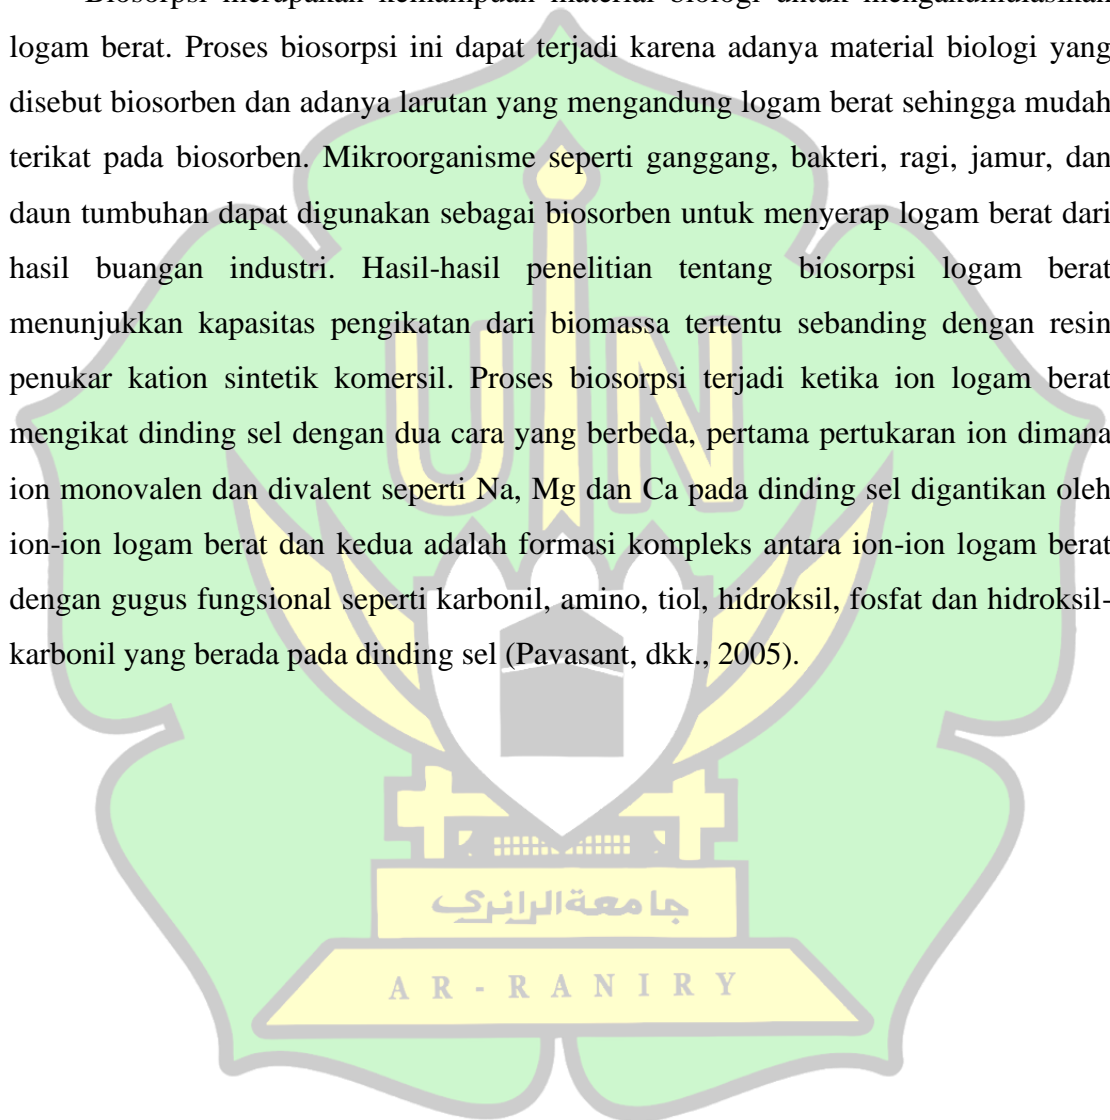 Biosorpsi merupakan kemampuan material biologi untuk mengakumulasikan
logam berat. Proses biosorpsi ini dapat terjadi karena adanya material biologi yang
disebut biosorben dan adanya larutan yang mengandung logam berat sehingga mudah
terikat pada biosorben. Mikroorganisme seperti ganggang, bakteri, ragi, jamur, dan
daun tumbuhan dapat digunakan sebagai biosorben untuk menyerap logam berat dari
hasil buangan industri. Hasil-hasil penelitian tentang biosorpsi logam berat
menunjukkan kapasitas pengikatan dari biomassa tertentu sebanding dengan resin
penukar kation sintetik komersil. Proses biosorpsi terjadi ketika ion logam berat
mengikat dinding sel dengan dua cara yang berbeda, pertama pertukaran ion dimana
ion monovalen dan divalent seperti Na, Mg dan Ca pada dinding sel digantikan oleh
ion-ion logam berat dan kedua adalah formasi kompleks antara ion-ion logam berat
dengan gugus fungsional seperti karbonil, amino, tiol, hidroksil, fosfat dan hidroksil-
karbonil yang berada pada dinding sel (Pavasant, dkk., 2005).
UIN
جامعة الرانري
AR-RANIRY